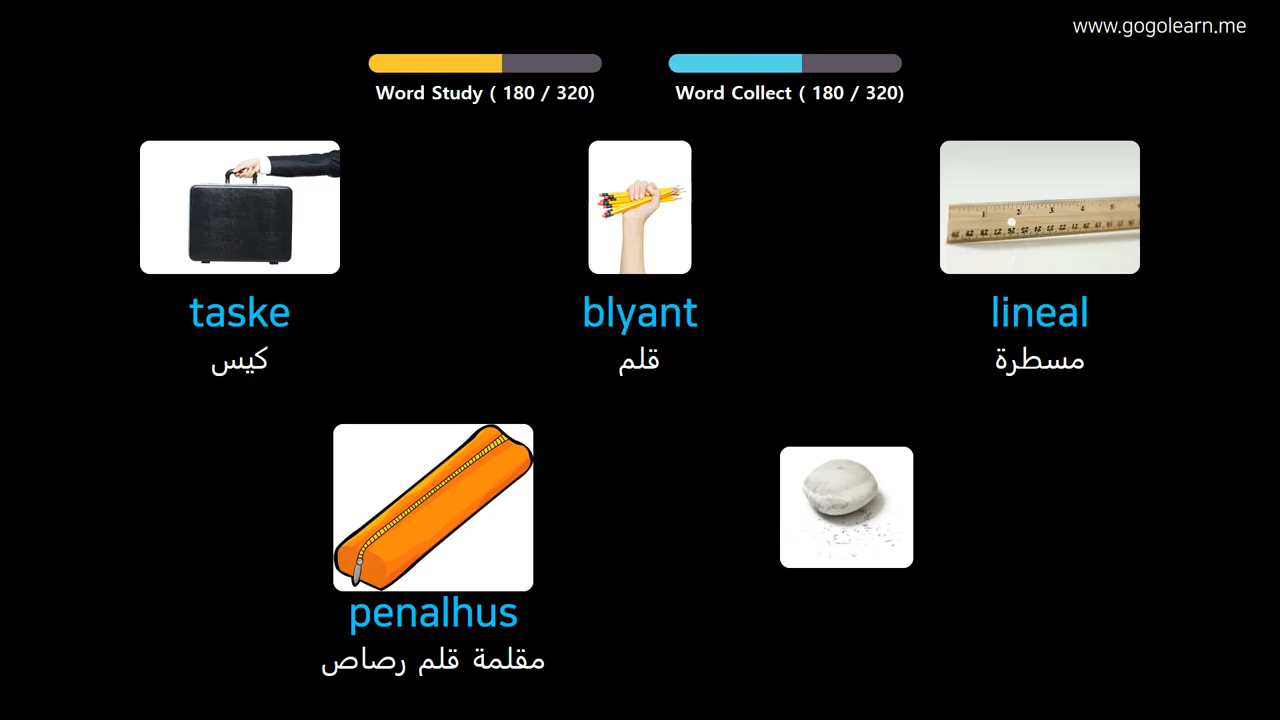 www.gogolearn.me
Word Study ( 180 / 320)
Word Collect ( 180 / 320)
taske
كيس
blyant
قلم
lineal
مسطرة
penalhus
مقلمة قلم رصاص